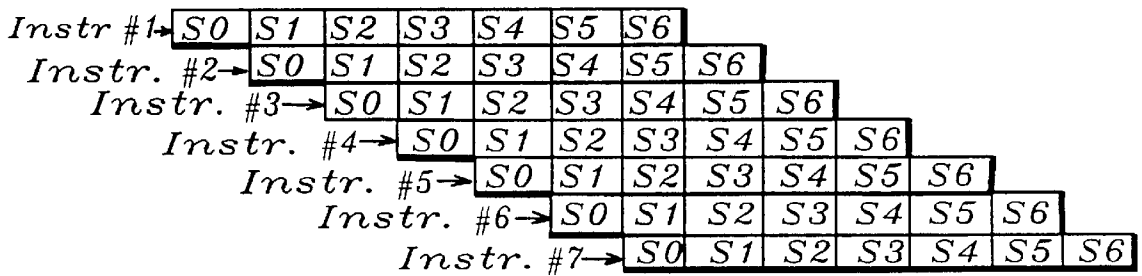 Instr #1 S0 S1 S2 S3 S4 S5 S6
Instr. #2 S0 S1 S2 S3 S4 S5 S6
Instr. #3 S0 S1 S2 S3 S4 S5 S6
Instr. #4 S0 S1 S2 S3 S4 S5 S6
Instr. #5 S0 S1 S2 S3 S4 S5 S6
Instr. #6 S0 S1 S2 S3 S4 S5 S6
Instr. #7 S0 S1 S2 S3 S4 S5 S6